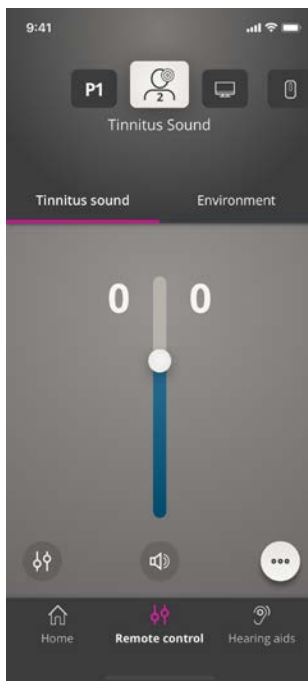 9:41
P1
2
Tinnitus Sound
Tinnitus sound Environment
0 0
Home Remote control Hearing aids